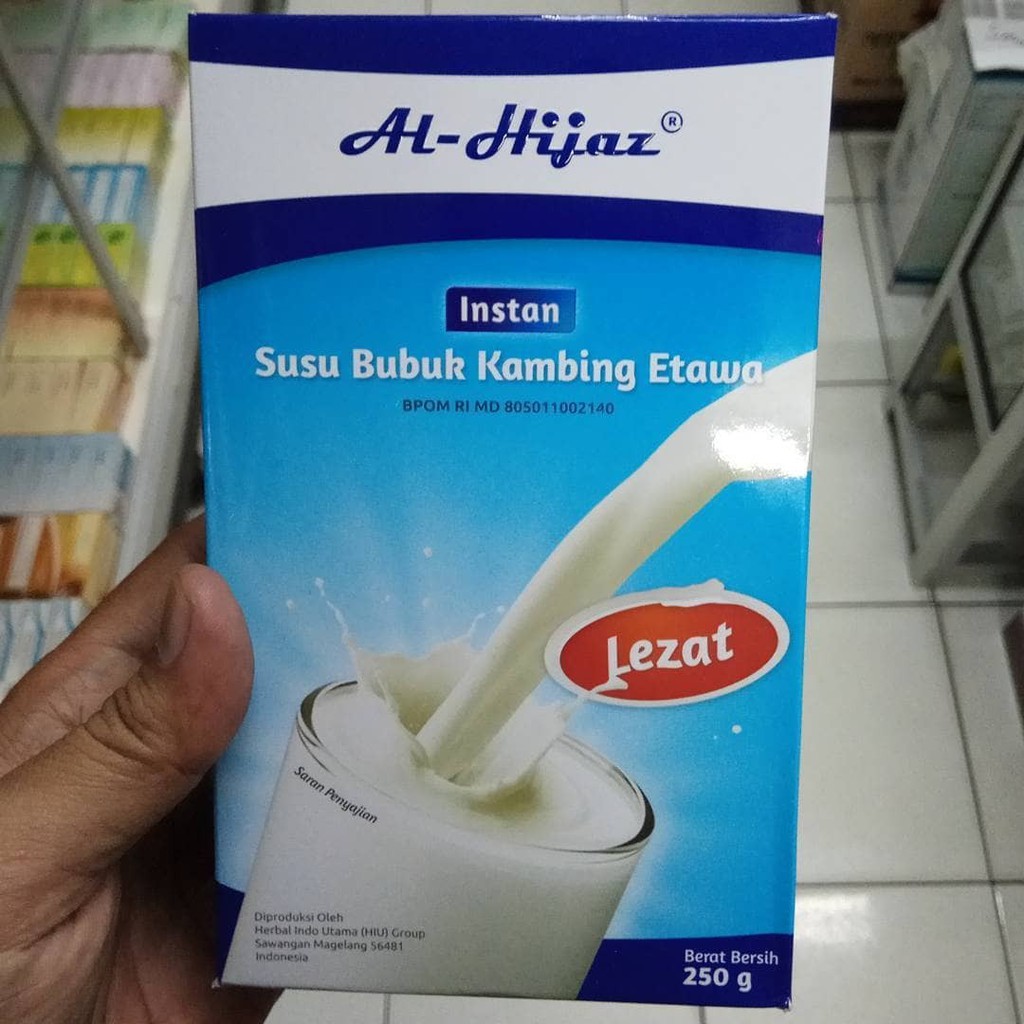 Al-Hijaz®
Instan
Susu Bubuk Kambing Etawa
BPOM RI MD 805011002140
Lezat
Saran Penyajian
Diproduksi Oleh
Herbal Indo Utama (HIU) Group
Sawangan Magelang 56481
Indonesia
Berat Bersih
250 g